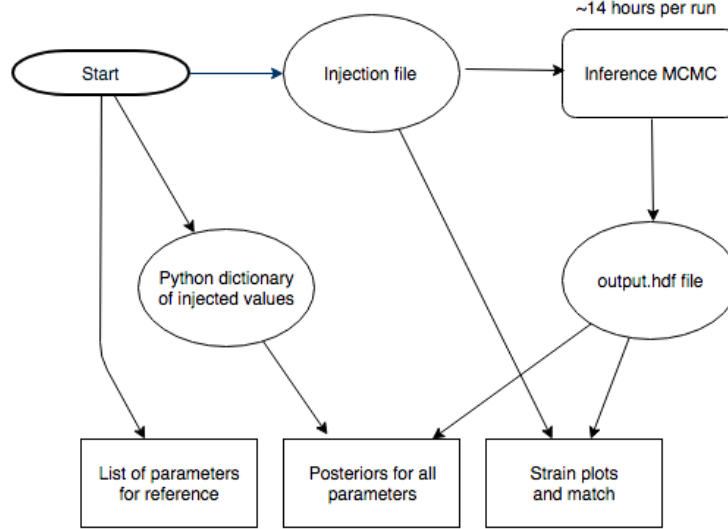 ~14 hours per run
Start
Injection file
Inference MCMC
Python dictionary
of injected values
output.hdf file
List of parameters
for reference
Posteriors for all
parameters
Strain plots
and match